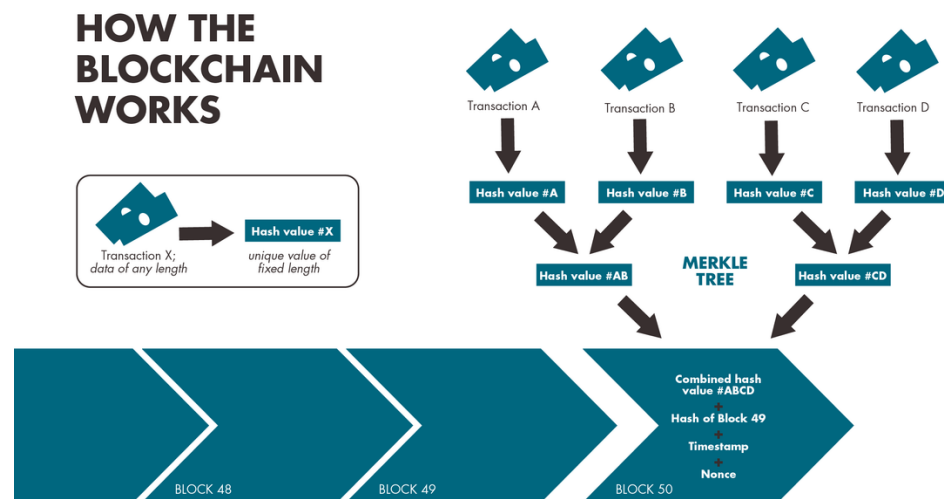 HOW THE
BLOCKCHAIN
WORKS
Transaction A
Transaction B
Transaction C
Transaction D
Hash value #A
Hash value #B
Hash value #C
Hash value #D
Transaction X;
data of any length
Hash value #X
unique value of
fixed length
Hash value #AB
MERKLE
TREE
Hash value #CD
Combined hash
value #ABCD
+
Hash of Block 49
+
Timestamp
+
Nonce
BLOCK 48
BLOCK 49
BLOCK 50